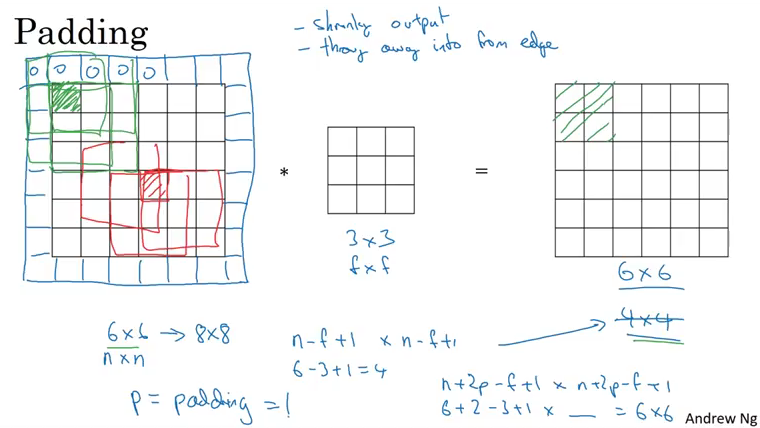 Padding
- shrinky output
- throw away info from edge
0 0 0 0 0
*
=
3 × 3
f × f
6 × 6
4 × 4
6 × 6 → 8 × 8
n × n
n-f+1 × n-f+1
6-3+1=4
p = padding = 1
n+2p-f+1 × n+2p-f+1
6+2-3+1 × __ = 6×6
Andrew Ng